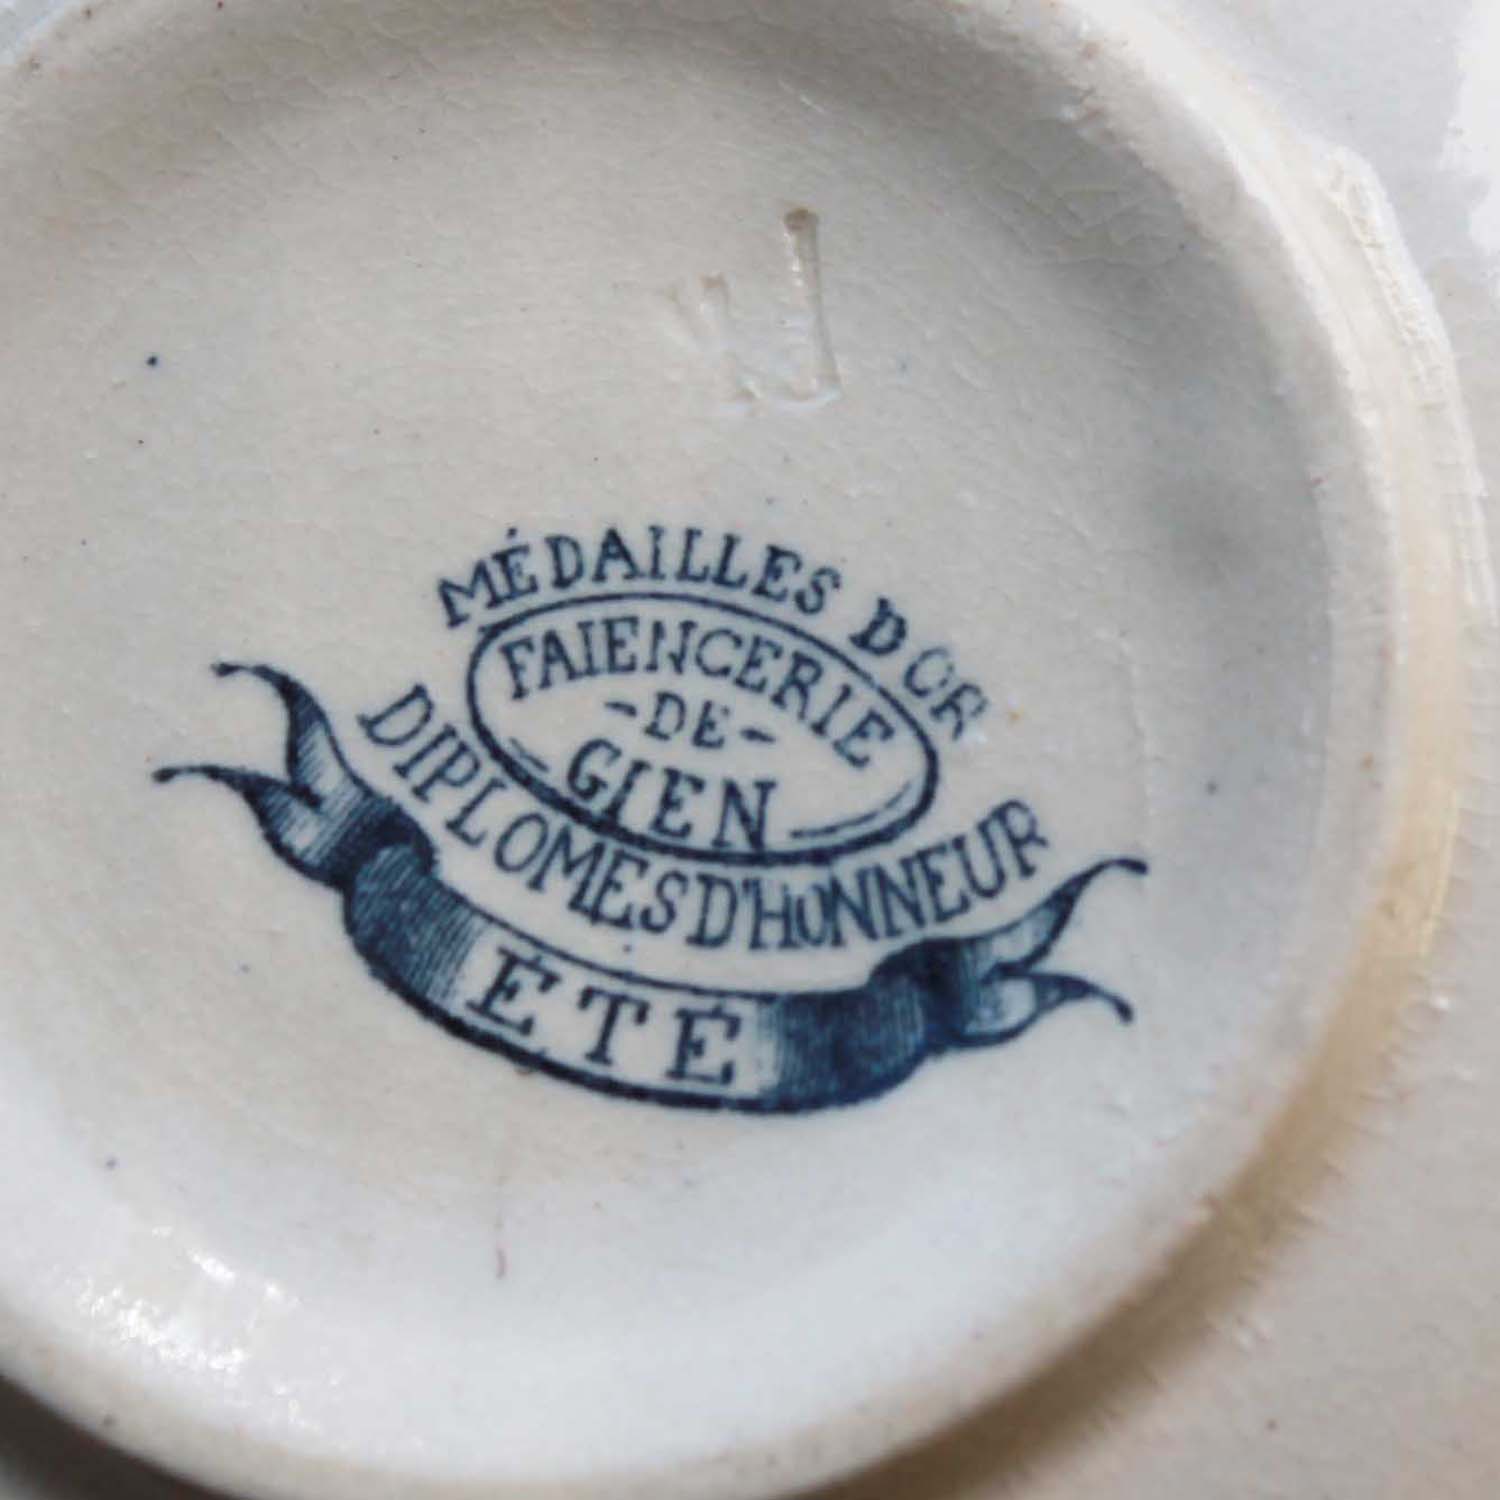 MÉDAILLES D'OR
FAIENCERIE
-DE-
GIEN
DIPLOMES D'HONNEUR
ÉTÉ